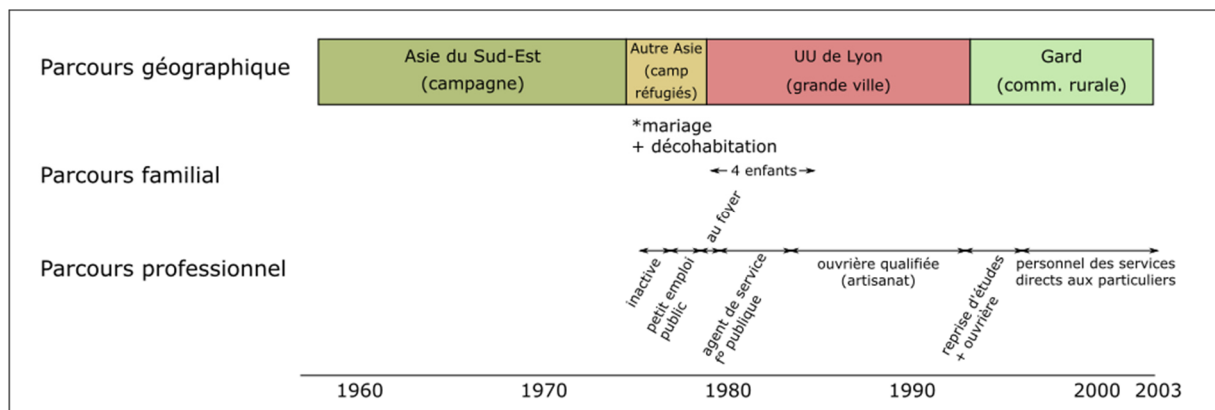 Parcours géographique
Asie du Sud-Est
(campagne)
Autre Asie
(camp
réfugiés)
UU de Lyon
(grande ville)
Gard
(comm. rurale)
*mariage
+ décohabitation
Parcours familial
4 enfants
Parcours professionnel
inactive
petit emploi
public
au foyer
agent de service
f° publique
ouvrière qualifiée
(artisanat)
reprise d'études
+ ouvrière
personnel des services
directs aux particuliers
1960 1970 1980 1990 2000 2003